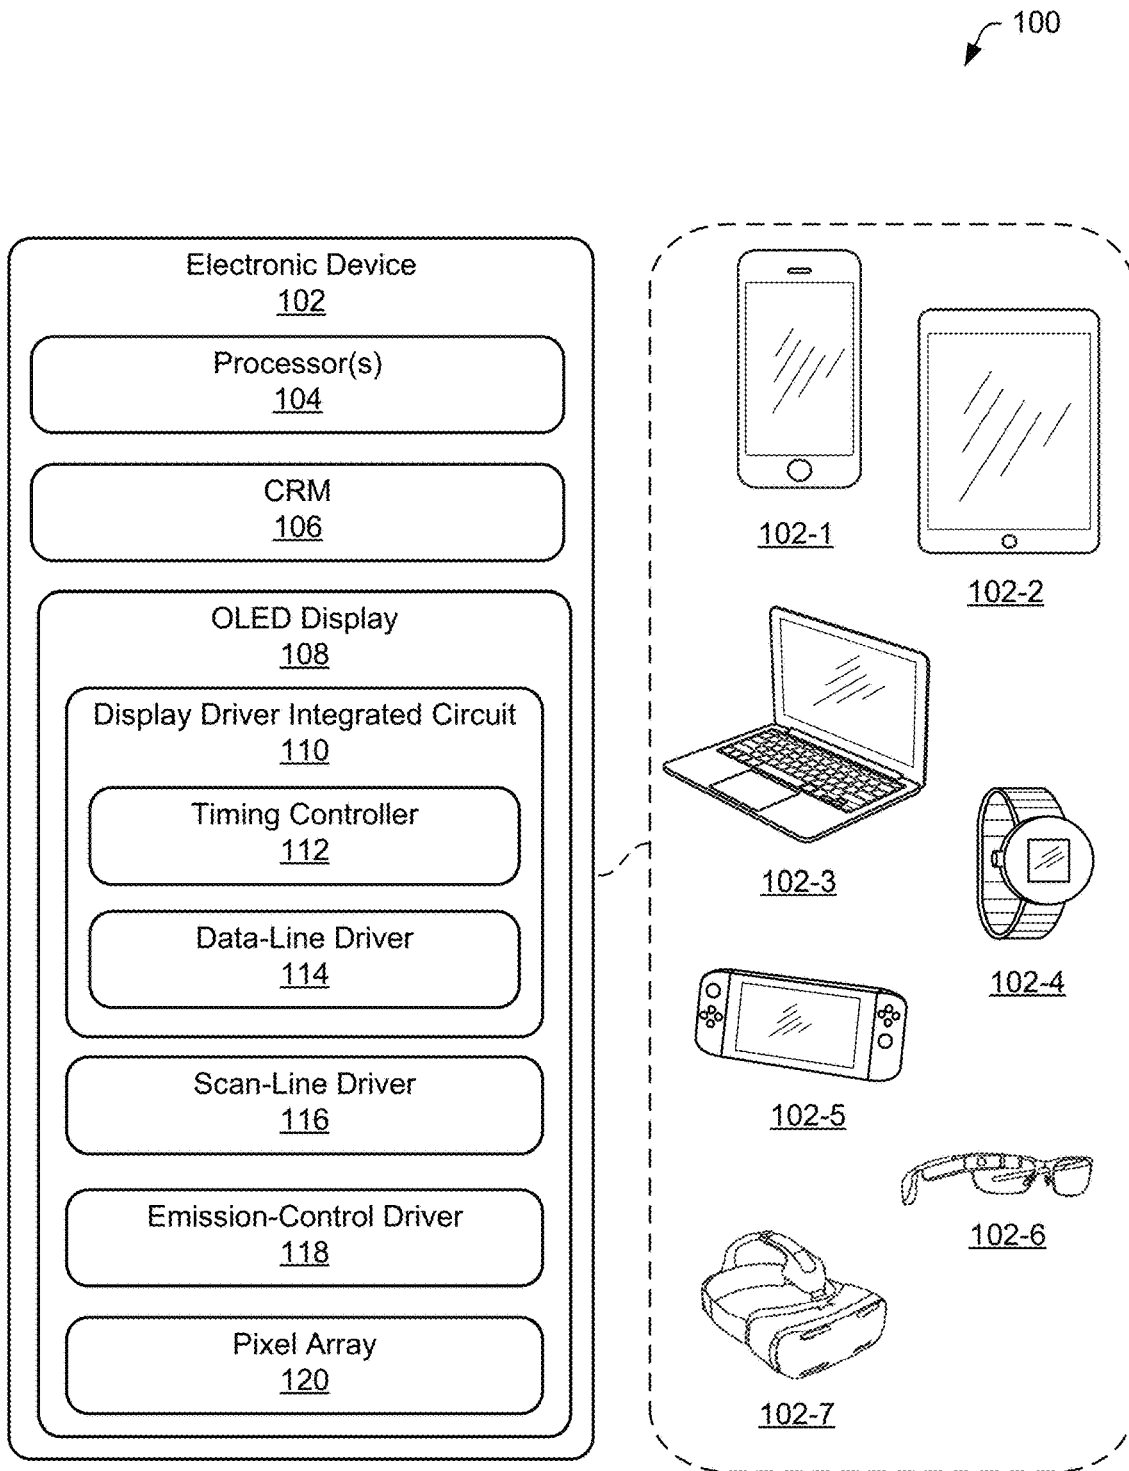 100
Electronic Device
102
Processor(s)
104
CRM
106
OLED Display
108
Display Driver Integrated Circuit
110
Timing Controller
112
Data-Line Driver
114
Scan-Line Driver
116
Emission-Control Driver
118
Pixel Array
120
102-1
102-2
102-3
102-4
102-5
102-6
102-7